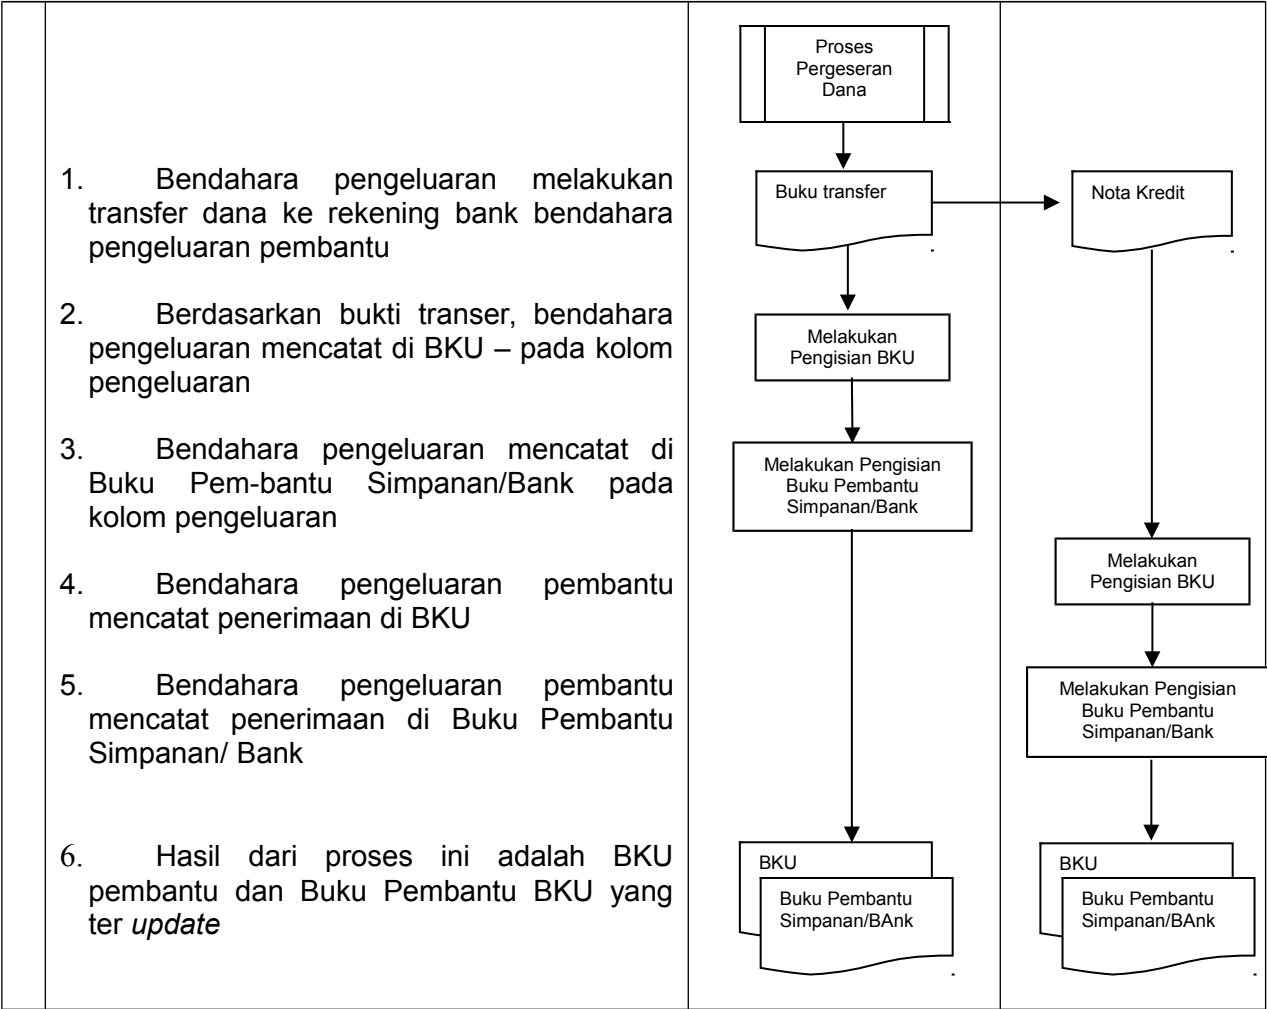 1. Bendahara pengeluaran melakukan
transfer dana ke rekening bank bendahara
pengeluaran pembantu
2. Berdasarkan bukti transer, bendahara
pengeluaran mencatat di BKU – pada kolom
pengeluaran
3. Bendahara pengeluaran mencatat di
Buku Pem-bantu Simpanan/Bank pada
kolom pengeluaran
4. Bendahara pengeluaran pembantu
mencatat penerimaan di BKU
5. Bendahara pengeluaran pembantu
mencatat penerimaan di Buku Pembantu
Simpanan/ Bank
6. Hasil dari proses ini adalah BKU
pembantu dan Buku Pembantu BKU yang
ter update
Proses
Pergeseran
Dana
Buku transfer
Melakukan
Pengisian BKU
Melakukan Pengisian
Buku Pembantu
Simpanan/Bank
BKU
Buku Pembantu
Simpanan/BAnk
Nota Kredit
Melakukan
Pengisian BKU
Melakukan Pengisian
Buku Pembantu
Simpanan/Bank
BKU
Buku Pembantu
Simpanan/BAnk